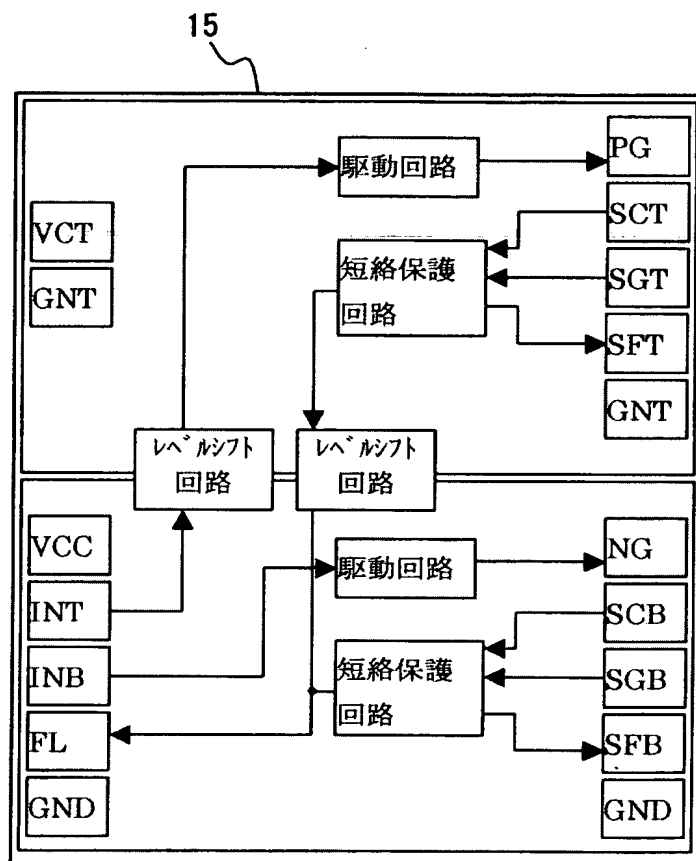 15
駆動回路
PG
SCT
VCT
短絡保護
回路
SGT
GNT
SFT
GNT
レベルシフト
回路
レベルシフト
回路
VCC
駆動回路
NG
INT
SCB
INB
短絡保護
回路
SGB
FL
SFB
GND
GND